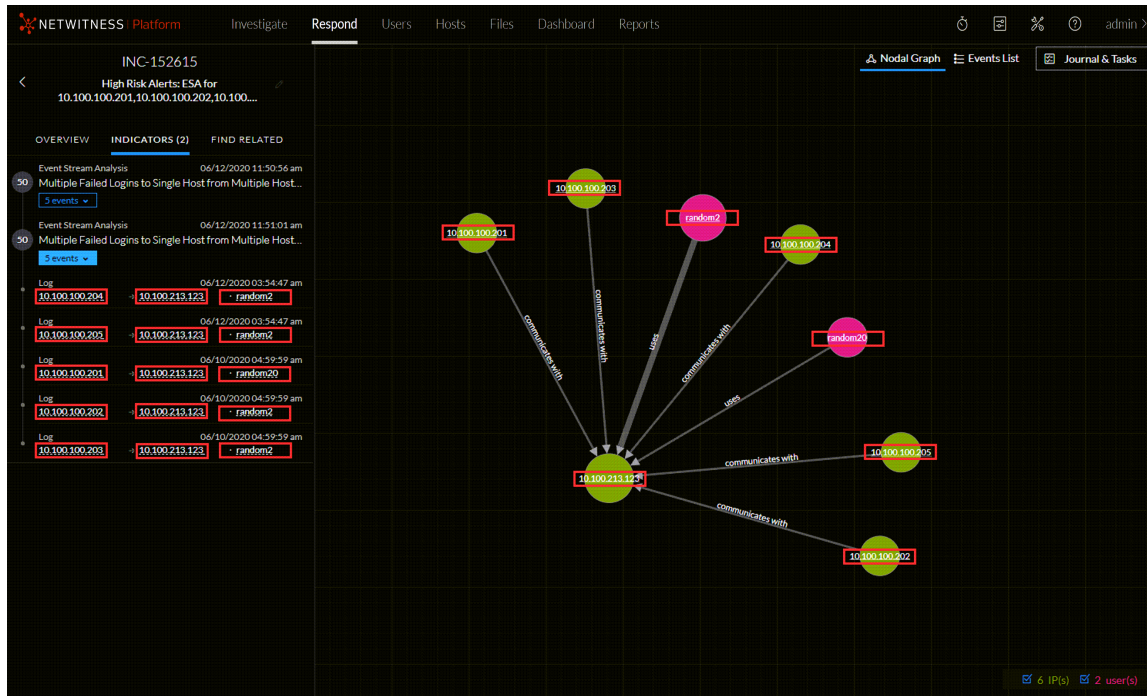 NETWITNESS Platform Investigate Respond Users Hosts Files Dashboard Reports admin
INC-152615
High Risk Alerts: ESA for
10.100.100.201,10.100.100.202,10.100....
Nodal Graph Events List Journal & Tasks
OVERVIEW INDICATORS (2) FIND RELATED
Event Stream Analysis 06/12/2020 11:50:56 am
50 Multiple Failed Logins to Single Host from Multiple Host...
5 events
Event Stream Analysis 06/12/2020 11:51:01 am
50 Multiple Failed Logins to Single Host from Multiple Host...
5 events
Log 06/12/2020 03:54:47 am
10.100.100.204 10.100.213.123 random2
Log 06/12/2020 03:54:47 am
10.100.100.205 10.100.213.123 random2
Log 06/10/2020 04:59:59 am
10.100.100.201 10.100.213.123 random20
Log 06/10/2020 04:59:59 am
10.100.100.202 10.100.213.123 random2
Log 06/10/2020 04:59:59 am
10.100.100.203 10.100.213.123 random2
10.100.100.203
random2
10.100.100.201
10.100.100.204
communicates with
communicates with
uses
communicates with
random20
uses
10.100.100.205
communicates with
10.100.213.123
communicates with
10.100.100.202
6 IP(s) 2 user(s)